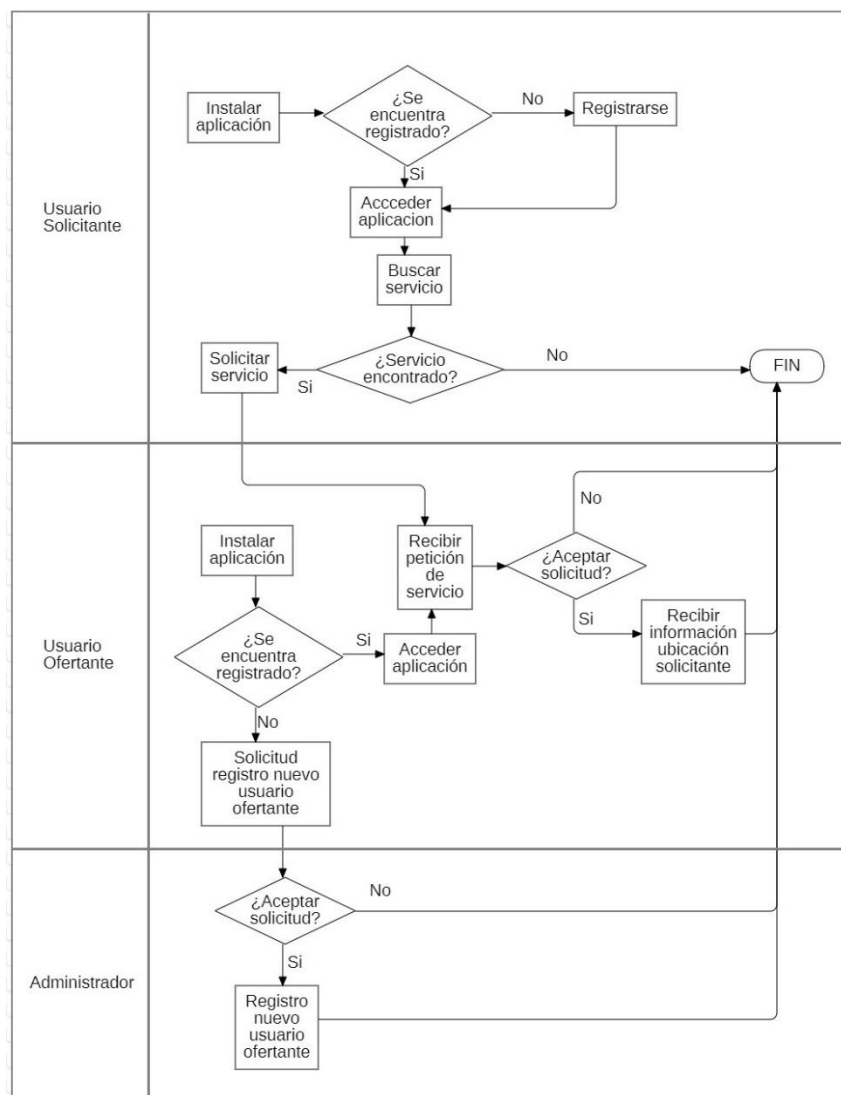 Usuario
Solicitante
Instalar
aplicación
¿Se
encuentra
registrado?
No
Registrarse
Si
Accceder
aplicacion
Buscar
servicio
Solicitar
servicio
Si
¿Servicio
encontrado?
No
FIN
Usuario
Ofertante
Instalar
aplicación
Recibir
petición
de
servicio
No
¿Aceptar
solicitud?
Si
Recibir
información
ubicación
solicitante
¿Se
encuentra
registrado?
Si
Acceder
aplicación
No
Solicitud
registro nuevo
usuario
ofertante
Administrador
¿Aceptar
solicitud?
No
Si
Registro
nuevo
usuario
ofertante